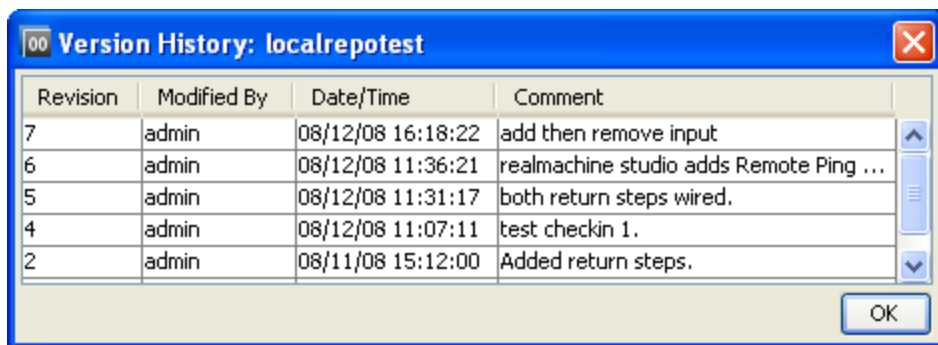 00 Version History: localrepotest
Revision Modified By Date/Time Comment
7 admin 08/12/08 16:18:22 add then remove input
6 admin 08/12/08 11:36:21 realmachine studio adds Remote Ping ...
5 admin 08/12/08 11:31:17 both return steps wired.
4 admin 08/12/08 11:07:11 test checkin 1.
2 admin 08/11/08 15:12:00 Added return steps.
OK